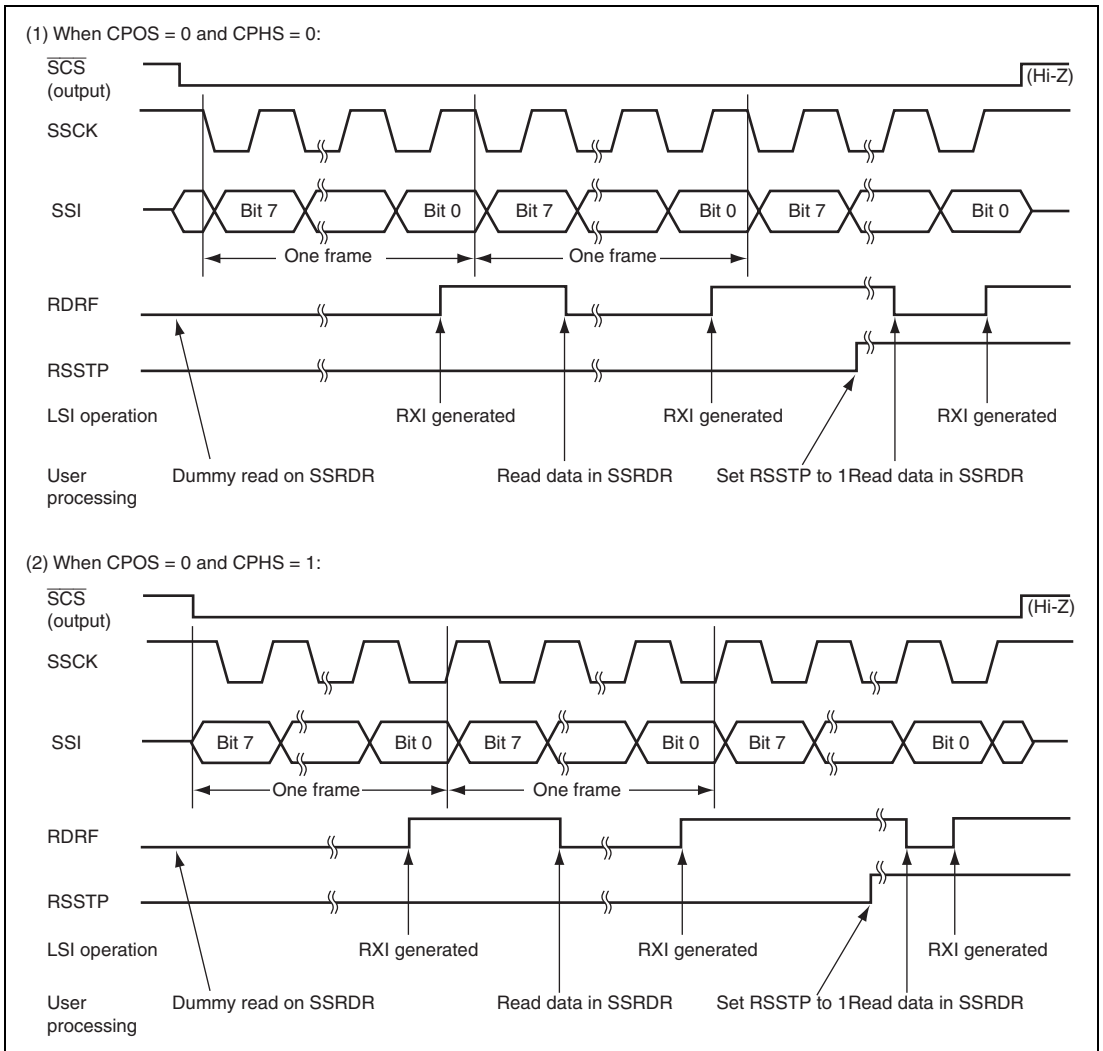 (1) When CPOS = 0 and CPHS = 0:
SCS
(output)
(Hi-Z)
SSCK
SSI
Bit 7
Bit 0
Bit 7
Bit 0
Bit 7
Bit 0
One frame
One frame
RDRF
RSSTP
LSI operation
RXI generated
RXI generated
RXI generated
User
processing
Dummy read on SSRDR
Read data in SSRDR
Set RSSTP to 1
Read data in SSRDR
(2) When CPOS = 0 and CPHS = 1:
SCS
(output)
(Hi-Z)
SSCK
SSI
Bit 7
Bit 0
Bit 7
Bit 0
Bit 7
Bit 0
One frame
One frame
RDRF
RSSTP
LSI operation
RXI generated
RXI generated
RXI generated
User
processing
Dummy read on SSRDR
Read data in SSRDR
Set RSSTP to 1
Read data in SSRDR